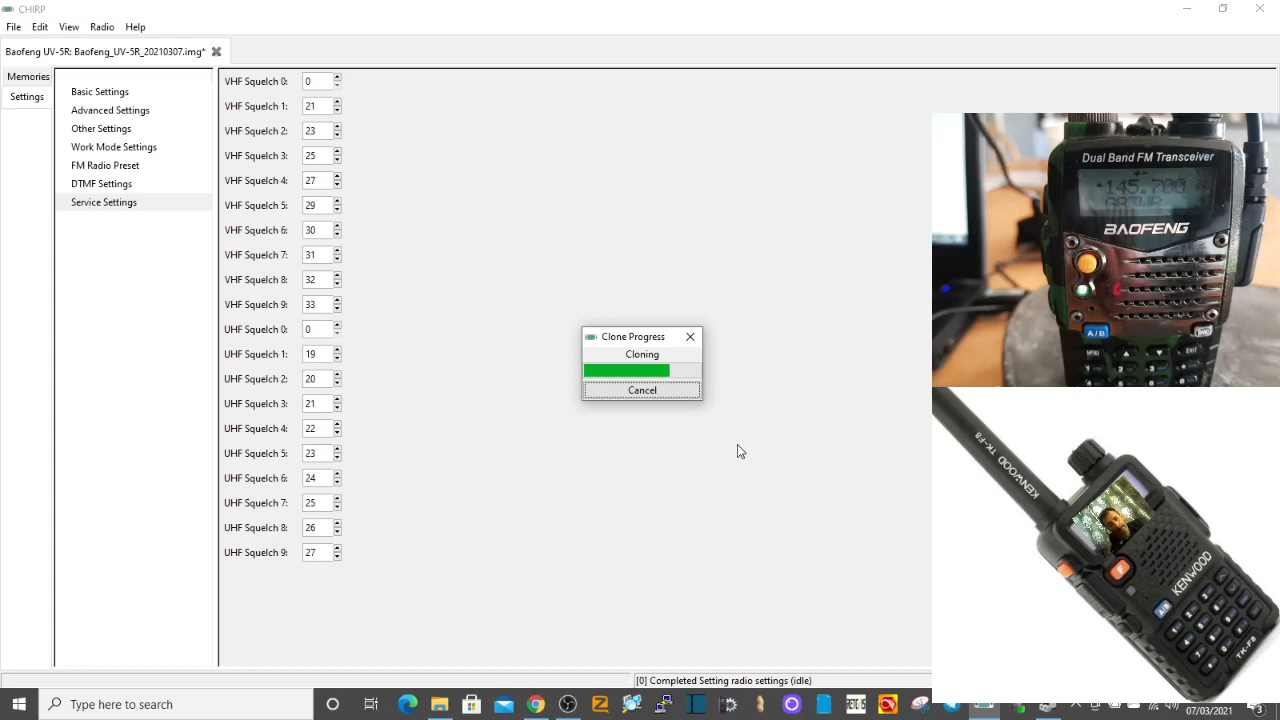 CHIRP
File Edit View Radio Help
Baofeng UV-5R: Baofeng_UV-5R_20210307.img*
Memories
Settings
Basic Settings
Advanced Settings
Other Settings
Work Mode Settings
FM Radio Preset
DTMF Settings
Service Settings
VHF Squelch 0: 0
VHF Squelch 1: 21
VHF Squelch 2: 23
VHF Squelch 3: 25
VHF Squelch 4: 27
VHF Squelch 5: 29
VHF Squelch 6: 30
VHF Squelch 7: 31
VHF Squelch 8: 32
VHF Squelch 9: 33
UHF Squelch 0: 0
UHF Squelch 1: 19
UHF Squelch 2: 20
UHF Squelch 3: 21
UHF Squelch 4: 22
UHF Squelch 5: 23
UHF Squelch 6: 24
UHF Squelch 7: 25
UHF Squelch 8: 26
UHF Squelch 9: 27
Clone Progress
Cloning
Cancel
Dual Band FM Transceiver
145.700
BAOFENG
A/B
MENU ▲ ▼ EXIT
KENWOOD TK-F8
F
KENWOOD
A/B
TK-F8
[0] Completed Setting radio settings (idle)
Type here to search
07/03/2021
3